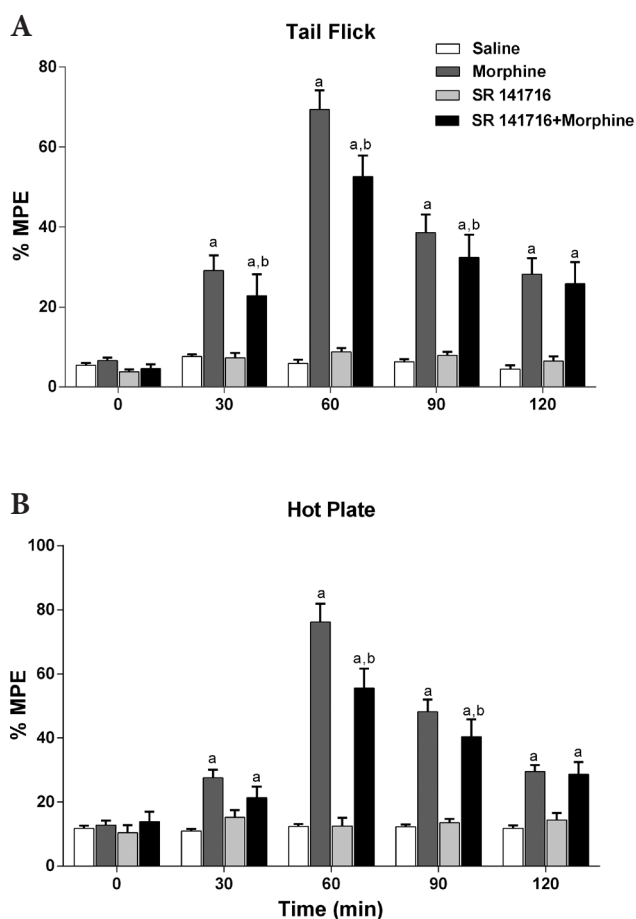 A
Tail Flick
Saline
Morphine
SR 141716
SR 141716+Morphine
% MPE
80
60
40
20
0
a
a,b
a
a,b
a
a,b
a
a
0 30 60 90 120
B
Hot Plate
% MPE
100
80
60
40
20
0
a
a
a
a,b
a
a,b
a
a
0 30 60 90 120
Time (min)